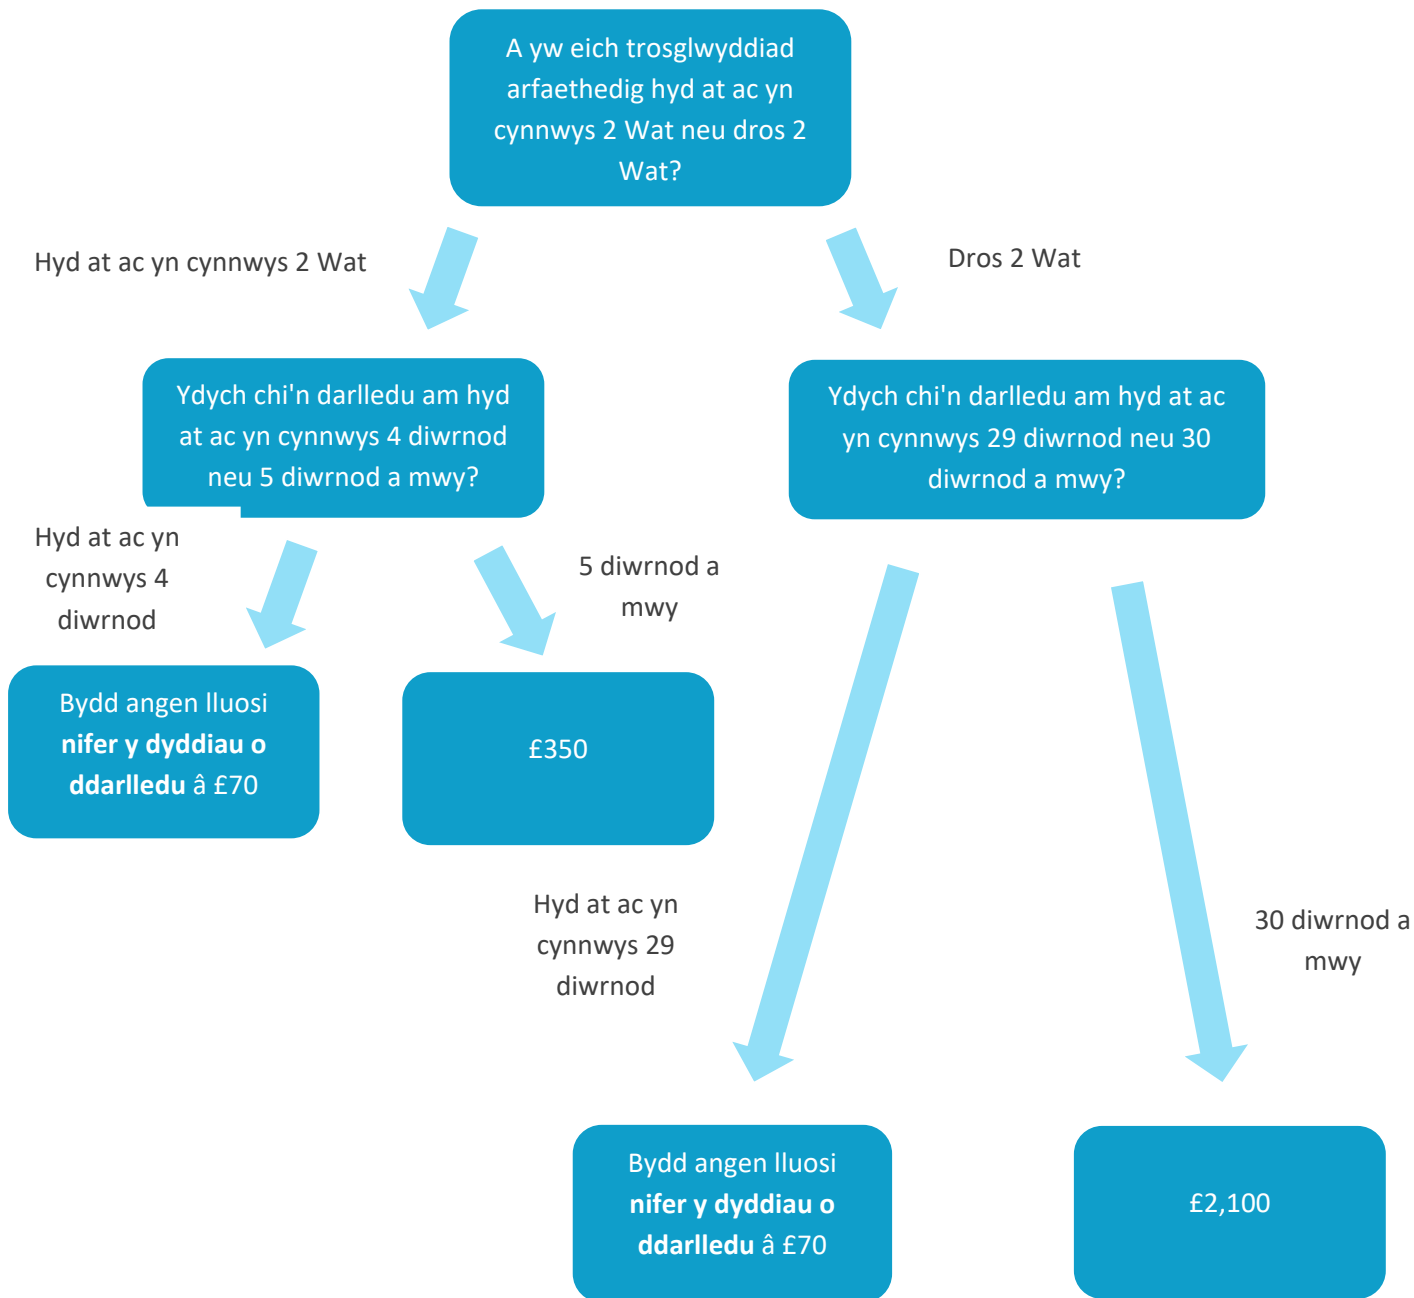 A yw eich trosglwyddiad
arfaethedig hyd at ac yn
cynnwys 2 Wat neu dros 2
Wat?
Hyd at ac yn cynnwys 2 Wat
Dros 2 Wat
Ydych chi'n darlledu am hyd
at ac yn cynnwys 4 diwrnod
neu 5 diwrnod a mwy?
Ydych chi'n darlledu am hyd at ac
yn cynnwys 29 diwrnod neu 30
diwrnod a mwy?
Hyd at ac yn
cynnwys 4
diwrnod
5 diwrnod a
mwy
Bydd angen lluosi
nifer y dyddiau o
ddarlledu â £70
£350
Hyd at ac yn
cynnwys 29
diwrnod
30 diwrnod a
mwy
Bydd angen lluosi
nifer y dyddiau o
ddarlledu â £70
£2,100